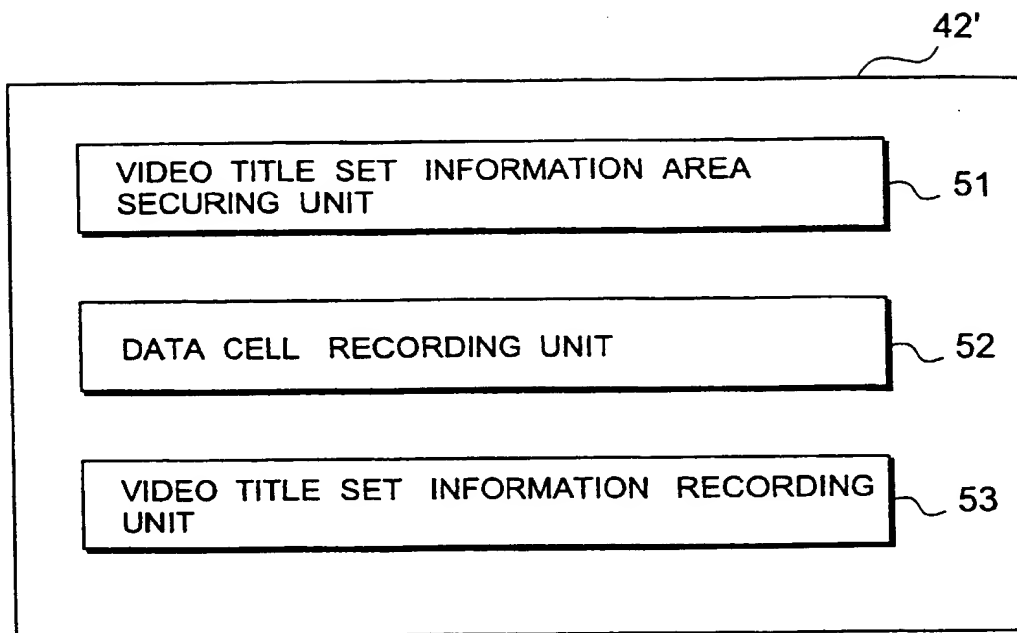 42'
VIDEO TITLE SET INFORMATION AREA
SECURING UNIT
51
DATA CELL RECORDING UNIT
52
VIDEO TITLE SET INFORMATION RECORDING
UNIT
53